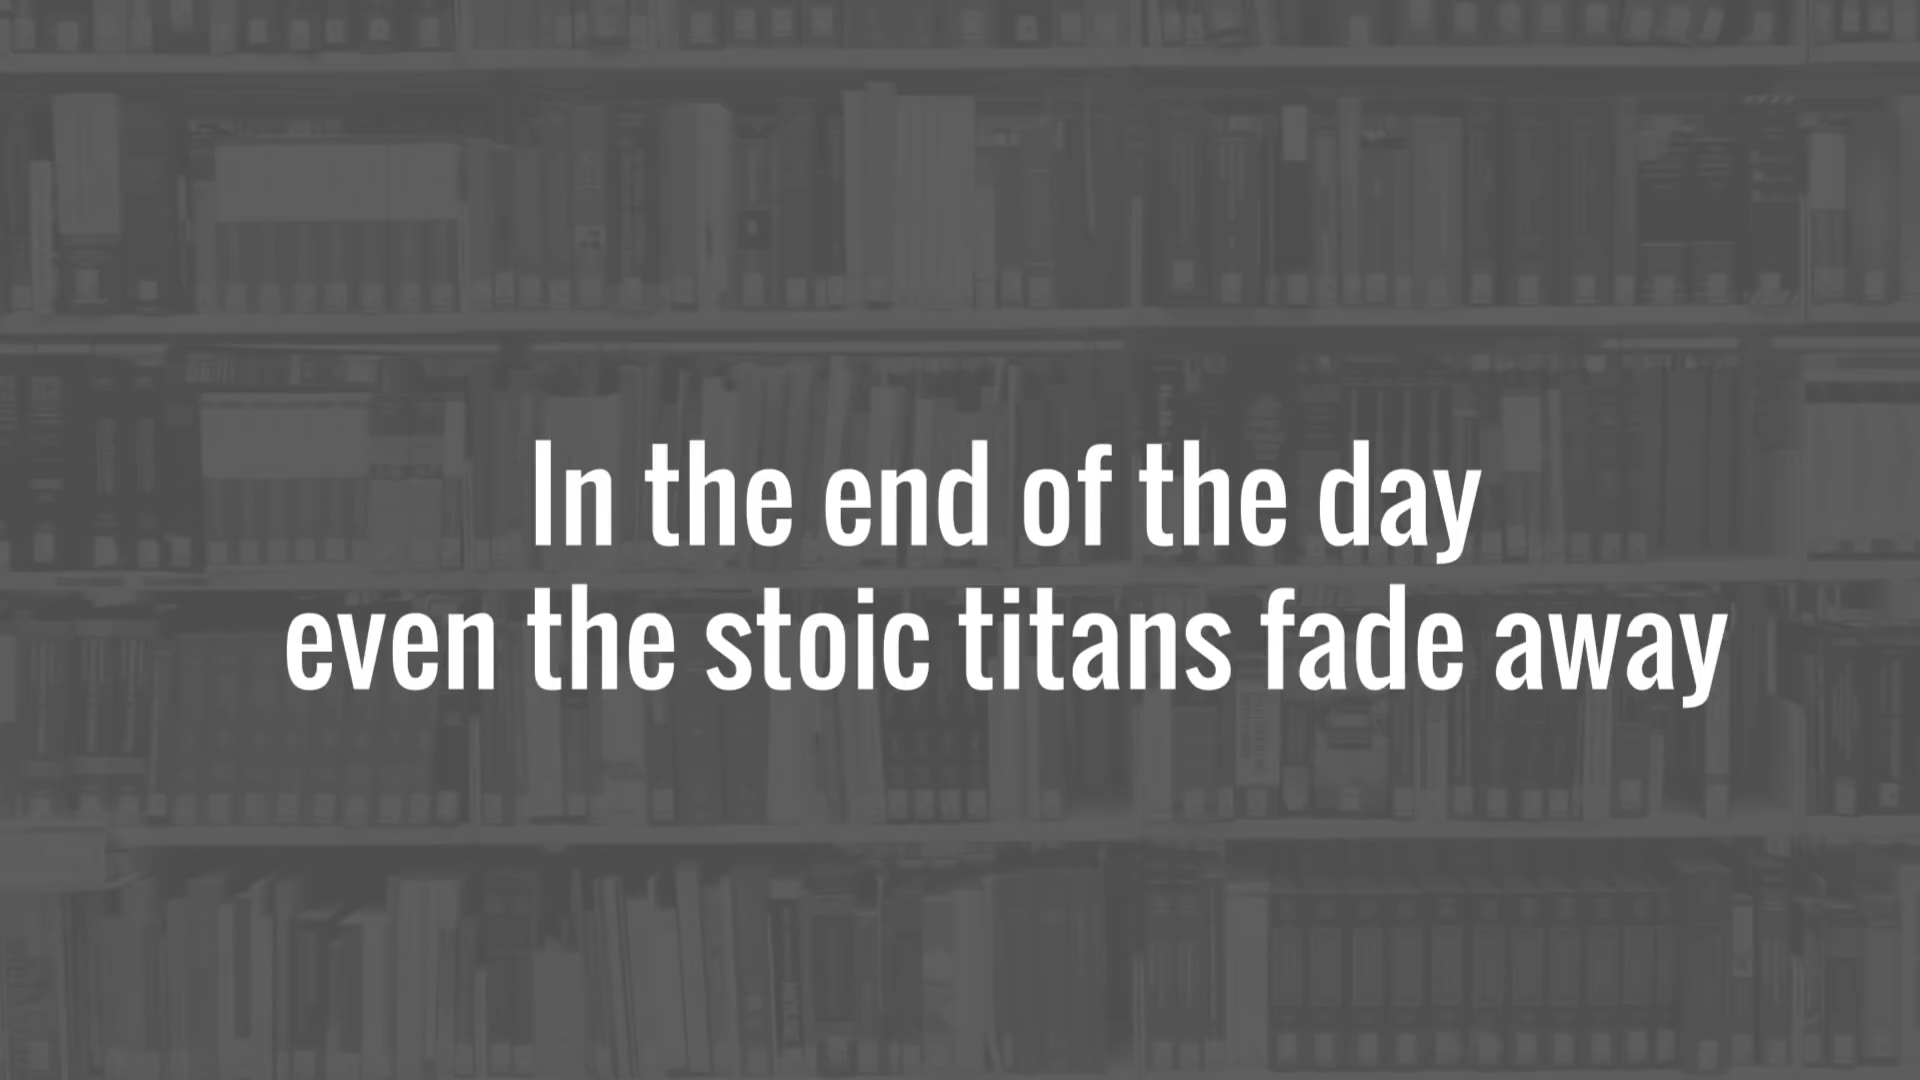 In the end of the day
even the stoic titans fade away